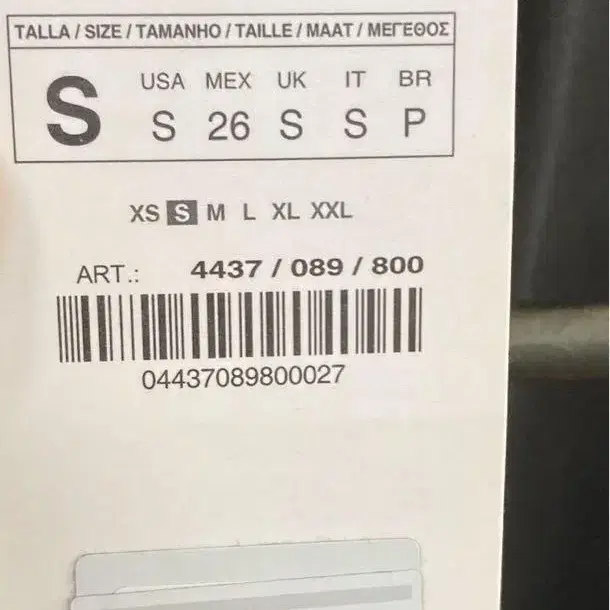 TALLA / SIZE / TAMANHO / TAILLE / MAAT / ΜΕΓΕΘΟΣ
USA MEX UK IT BR
S S 26 S S P
XS S M L XL XXL
ART.: 4437 / 089 / 800
04437089800027